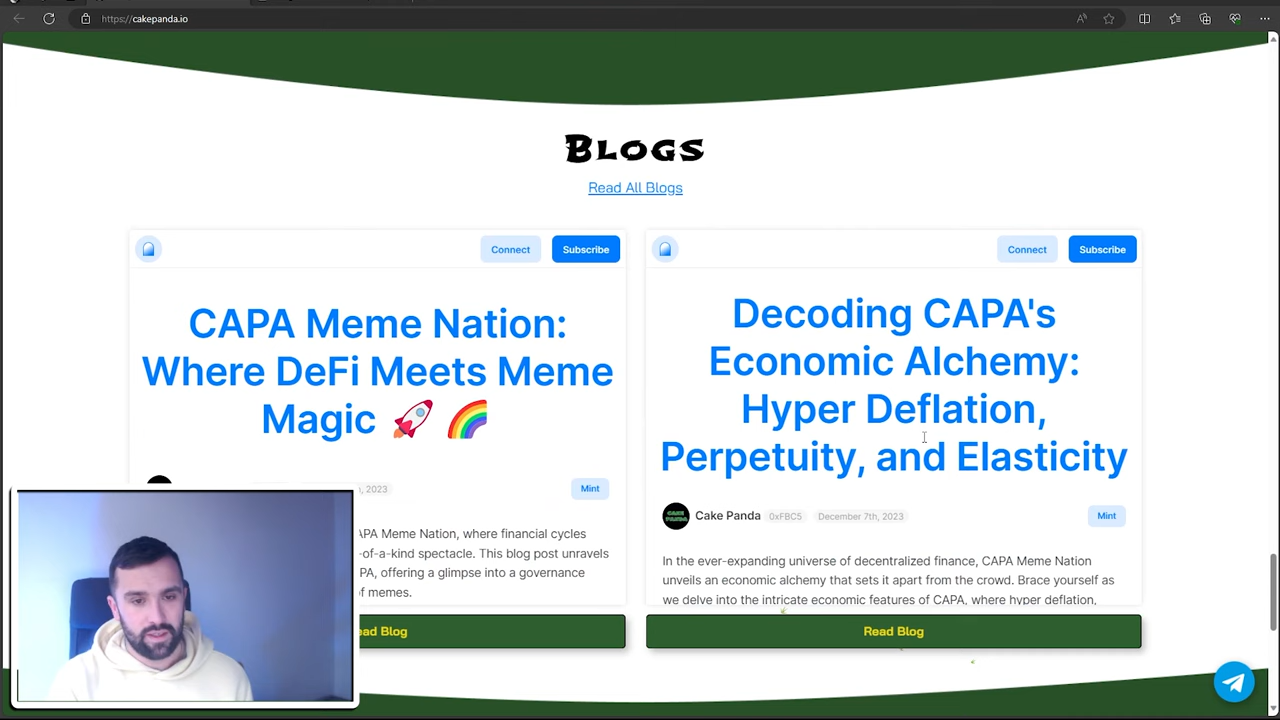 https://cakepanda.io
Blogs
Read All Blogs
Connect
Subscribe
CAPA Meme Nation:
Where DeFi Meets Meme
Magic 🚀 🌈
2023
Mint
APA Meme Nation, where financial cycles
-of-a-kind spectacle. This blog post unravels
PA, offering a glimpse into a governance
of memes.
ead Blog
Connect
Subscribe
Decoding CAPA's
Economic Alchemy:
Hyper Deflation,
Perpetuity, and Elasticity
Cake Panda 0xFBC5 December 7th, 2023
Mint
In the ever-expanding universe of decentralized finance, CAPA Meme Nation
unveils an economic alchemy that sets it apart from the crowd. Brace yourself as
we delve into the intricate economic features of CAPA, where hyper deflation,
Read Blog